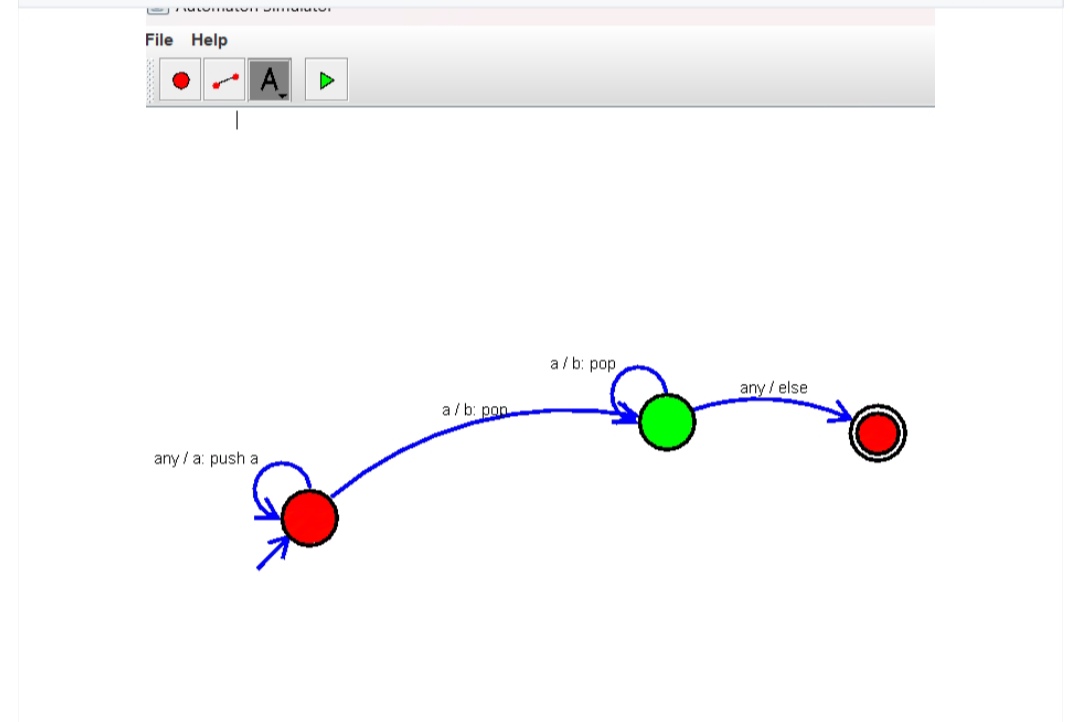 Automaton Simulator
File Help
A
a / b: pop
any / else
a / b: pop
any / a: push a